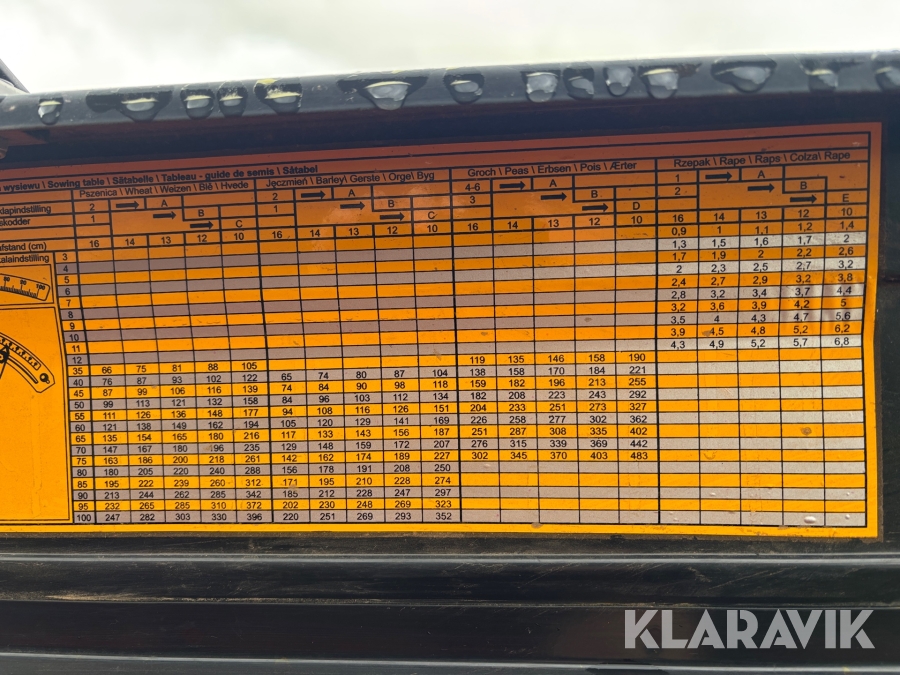 wysiewu \ Sowing table \ Såtabelle \ Tableau - guide de semis \ Såtabel
Pszenica \ Wheat \ Weizen \ Blé \ Hvede Jęczmień \ Barley \ Gerste \ Orge \ Byg Groch \ Peas \ Erbsen \ Pois \ Ærter Rzepak \ Rape \ Raps \ Colza \ Rape
2 A 2 A 4-6 A 1 A
1 B 1 B 3 B 2 B
C C D E
16 14 13 12 10 16 14 13 12 10 16 14 13 12 10 16 14 13 12 10
3 0,9 1 1,1 1,2 1,4
4 1,3 1,5 1,6 1,7 2
5 1,7 1,9 2 2,2 2,6
6 2 2,3 2,5 2,7 3,2
7 2,4 2,7 2,9 3,2 3,8
8 2,8 3,2 3,4 3,7 4,4
9 3,2 3,6 3,9 4,2 5
10 3,5 4 4,3 4,7 5,6
11 3,9 4,5 4,8 5,2 6,2
12 4,3 4,9 5,2 5,7 6,8
35 66 75 81 88 105 119 135 146 158 190
40 76 87 93 102 122 65 74 80 87 104 138 158 170 184 221
45 87 99 106 116 139 74 84 90 98 118 159 182 196 213 255
50 99 113 121 132 158 84 96 103 112 134 182 208 223 243 292
55 111 126 136 148 177 94 108 116 126 151 204 233 251 273 327
60 121 138 149 162 194 105 120 129 141 169 226 258 277 302 362
65 135 154 165 180 216 117 133 143 156 187 251 287 308 335 402
70 147 167 180 196 235 129 148 159 172 207 276 315 339 369 442
75 163 186 200 218 261 142 162 174 189 227 302 345 370 403 483
80 180 205 220 240 288 156 178 191 208 250
85 195 222 239 260 312 171 195 210 228 274
90 213 244 262 285 342 185 212 228 247 297
95 232 265 285 310 372 202 230 248 269 323
100 247 282 303 330 396 220 251 269 293 352
KLARAVIK